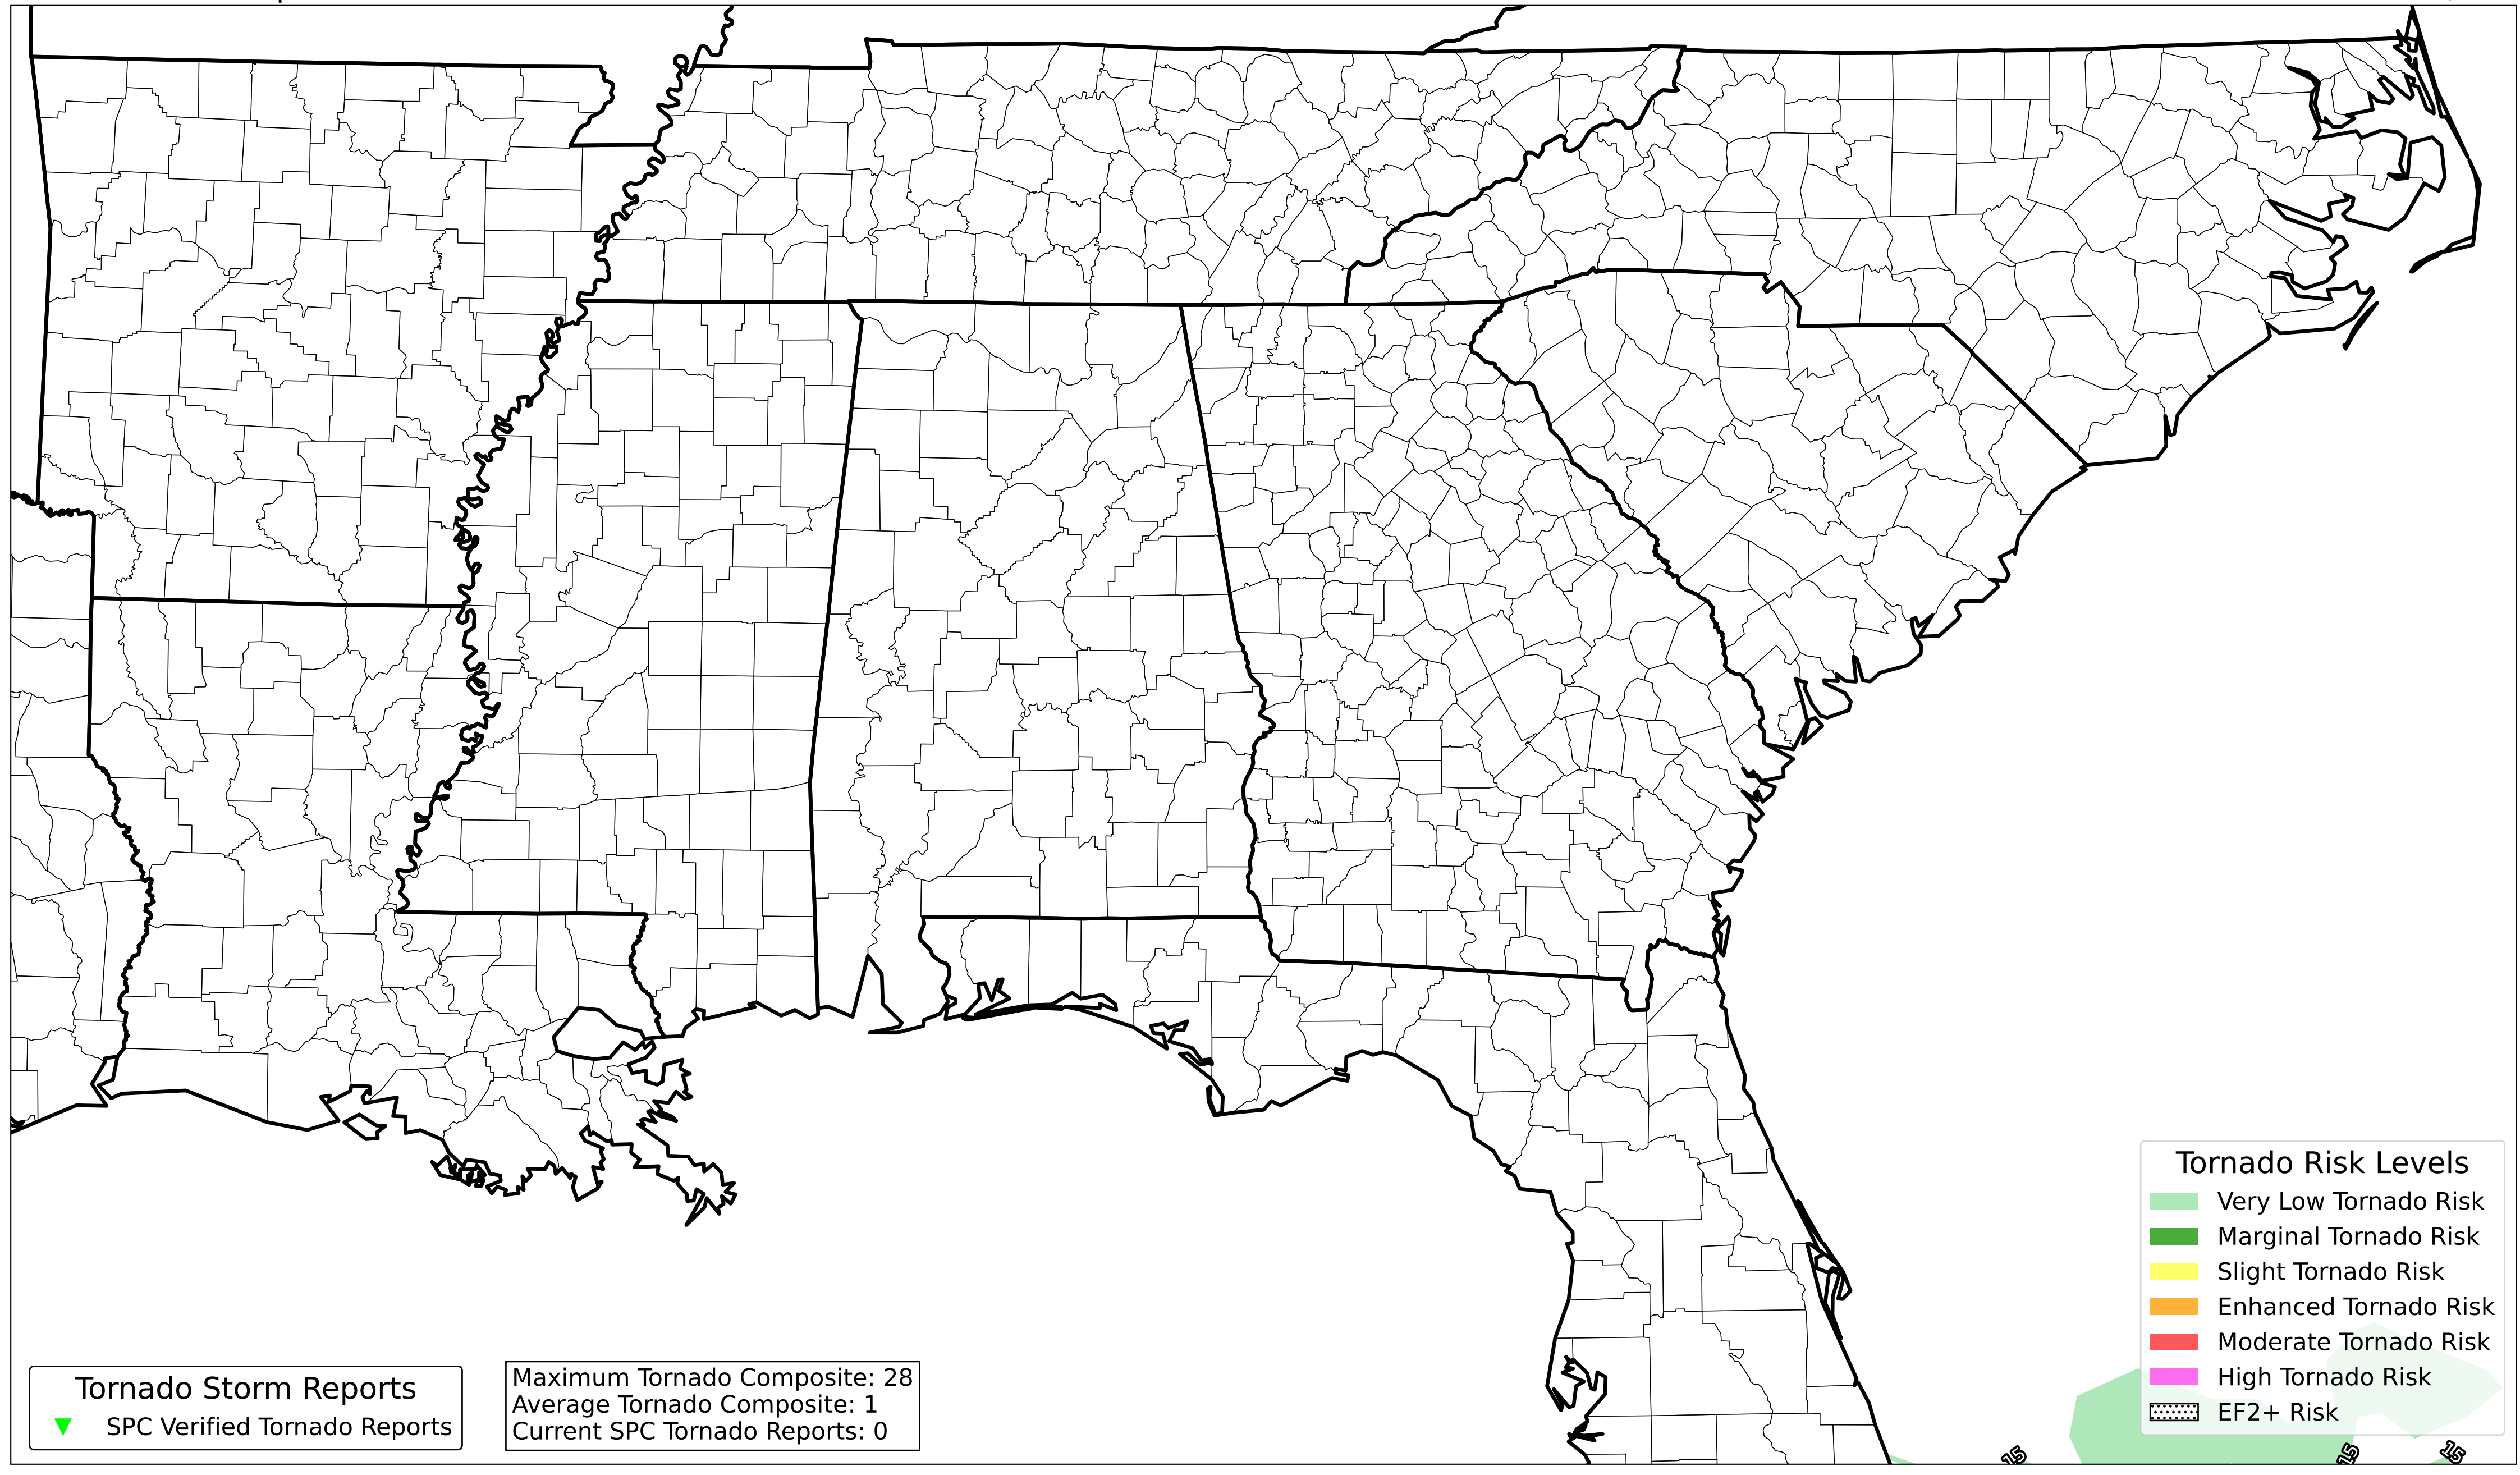 Tornado Risk Levels
Very Low Tornado Risk
Marginal Tornado Risk
Slight Tornado Risk
Enhanced Tornado Risk
Moderate Tornado Risk
High Tornado Risk
EF2+ Risk
Tornado Storm Reports
SPC Verified Tornado Reports
Maximum Tornado Composite: 28
Average Tornado Composite: 1
Current SPC Tornado Reports: 0
15
15
15